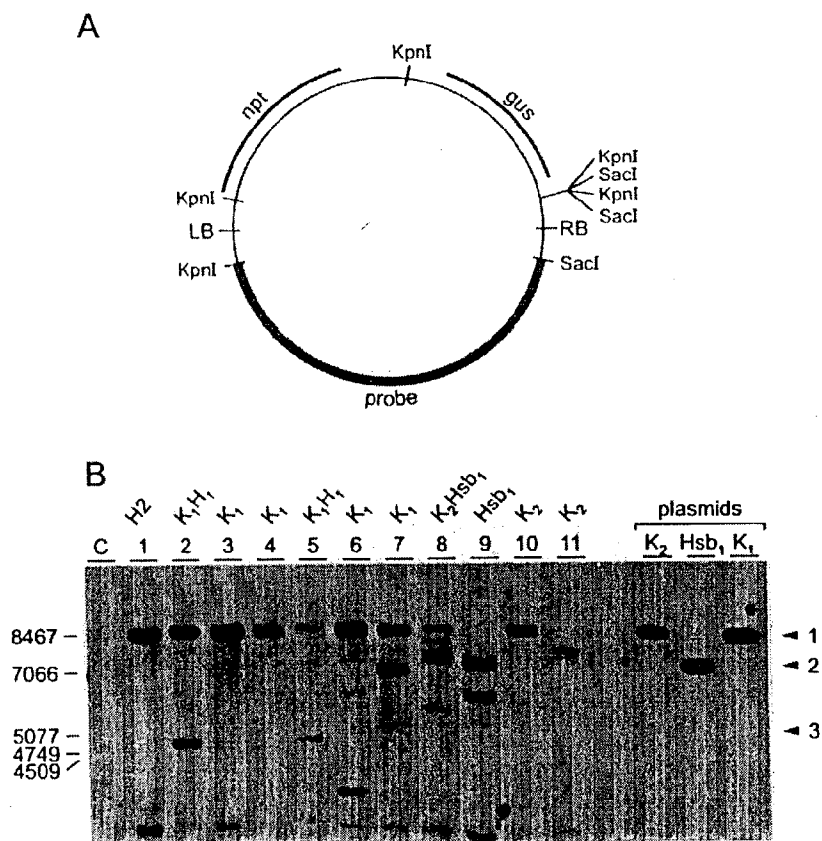 A
KpnI
npt
gus
KpnI
SacI
KpnI
SacI
KpnI
LB
RB
KpnI
SacI
probe
B
H2 K₁H₁ K₁ K₁ K₁H₁ K₁ K₁ K₂Hsb₁ Hsb₁ K₂ K₂ plasmids
C 1 2 3 4 5 6 7 8 9 10 11 K₂ Hsb₁ K₁
8467 1
7066 2
5077 3
4749
4509